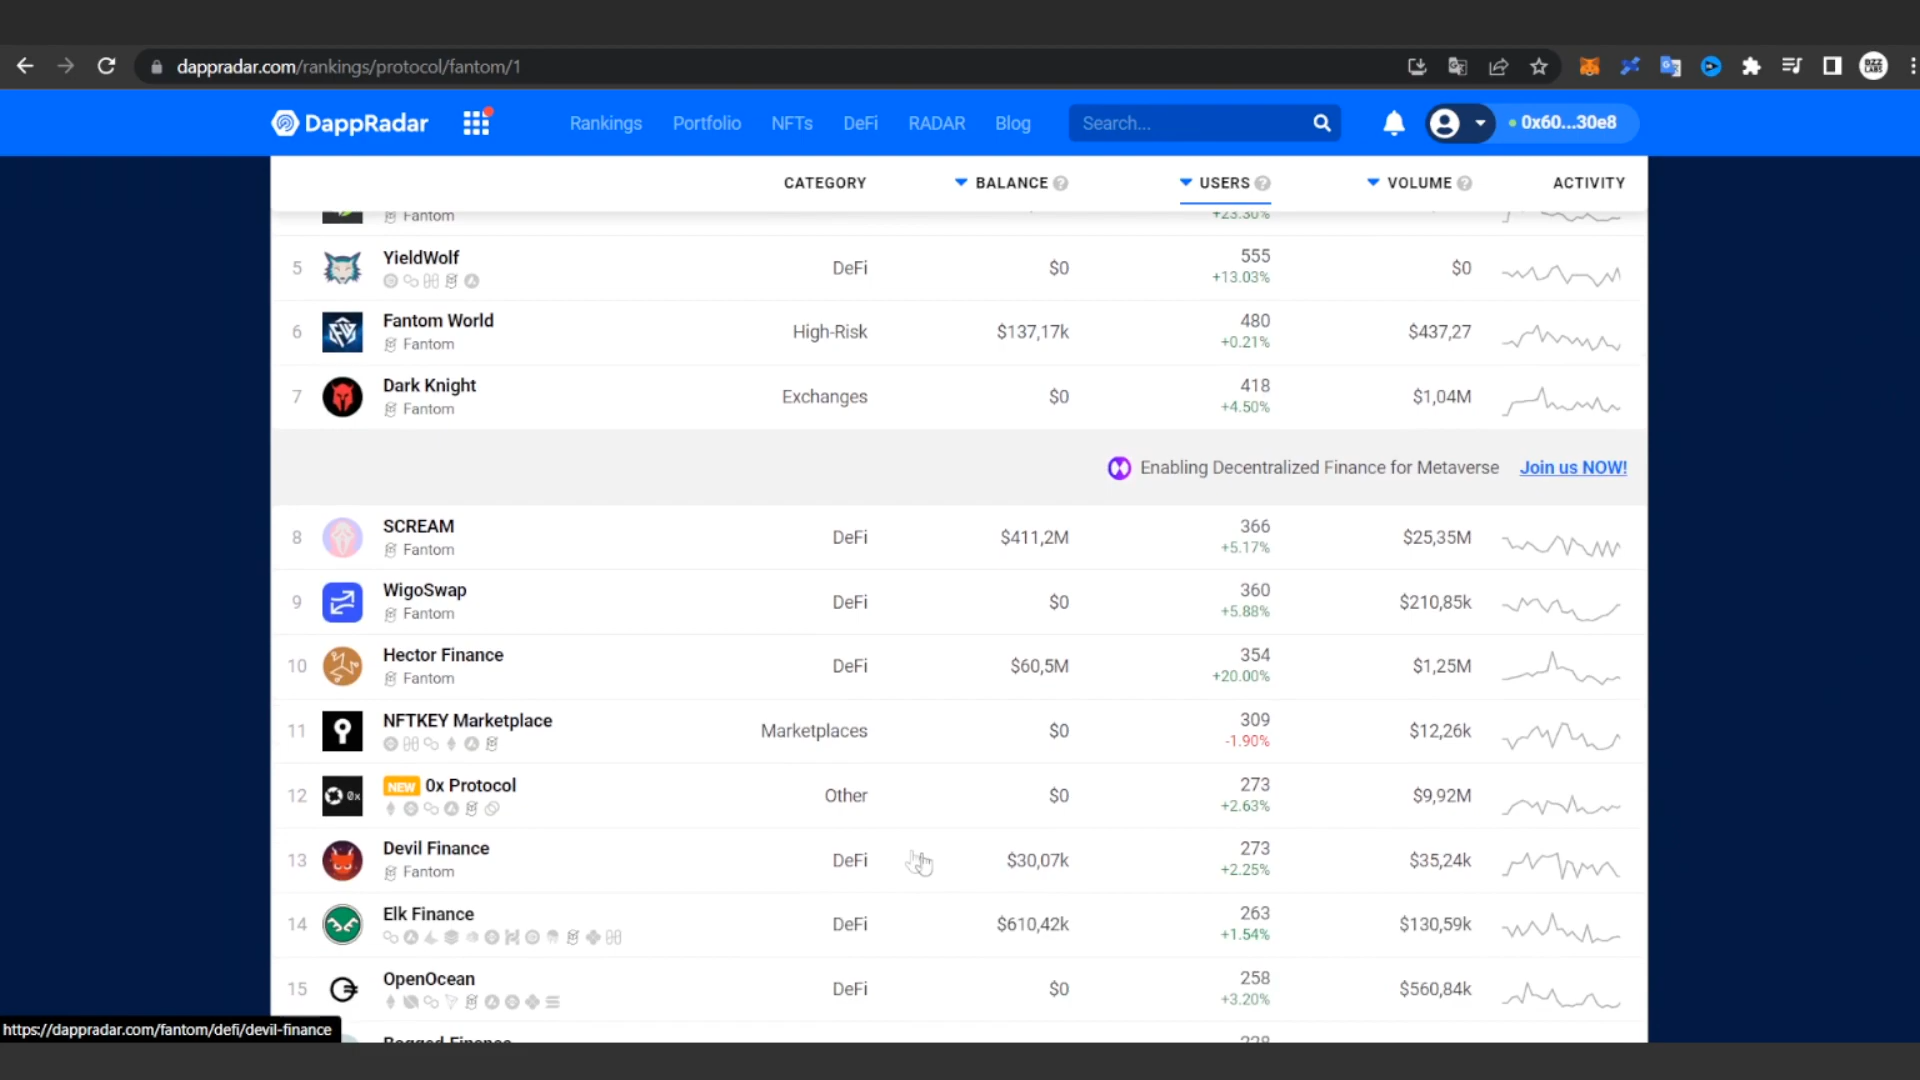 dappradar.com/rankings/protocol/fantom/1
BZZ LABS
DappRadar Rankings Portfolio NFTs DeFi RADAR Blog Search... 0x60...30e8
CATEGORY BALANCE ? USERS ? VOLUME ? ACTIVITY
Fantom +23.30%
5 YieldWolf DeFi $0 555 +13.03% $0
6 Fantom World Fantom High-Risk $137,17k 480 +0.21% $437,27
7 Dark Knight Fantom Exchanges $0 418 +4.50% $1,04M
Enabling Decentralized Finance for Metaverse Join us NOW!
8 SCREAM Fantom DeFi $411,2M 366 +5.17% $25,35M
9 WigoSwap Fantom DeFi $0 360 +5.88% $210,85k
10 Hector Finance Fantom DeFi $60,5M 354 +20.00% $1,25M
11 NFTKEY Marketplace Marketplaces $0 309 -1.90% $12,26k
12 0x NEW 0x Protocol Other $0 273 +2.63% $9,92M
13 Devil Finance Fantom DeFi $30,07k 273 +2.25% $35,24k
14 Elk Finance DeFi $610,42k 263 +1.54% $130,59k
15 OpenOcean DeFi $0 258 +3.20% $560,84k
https://dappradar.com/fantom/defi/devil-finance